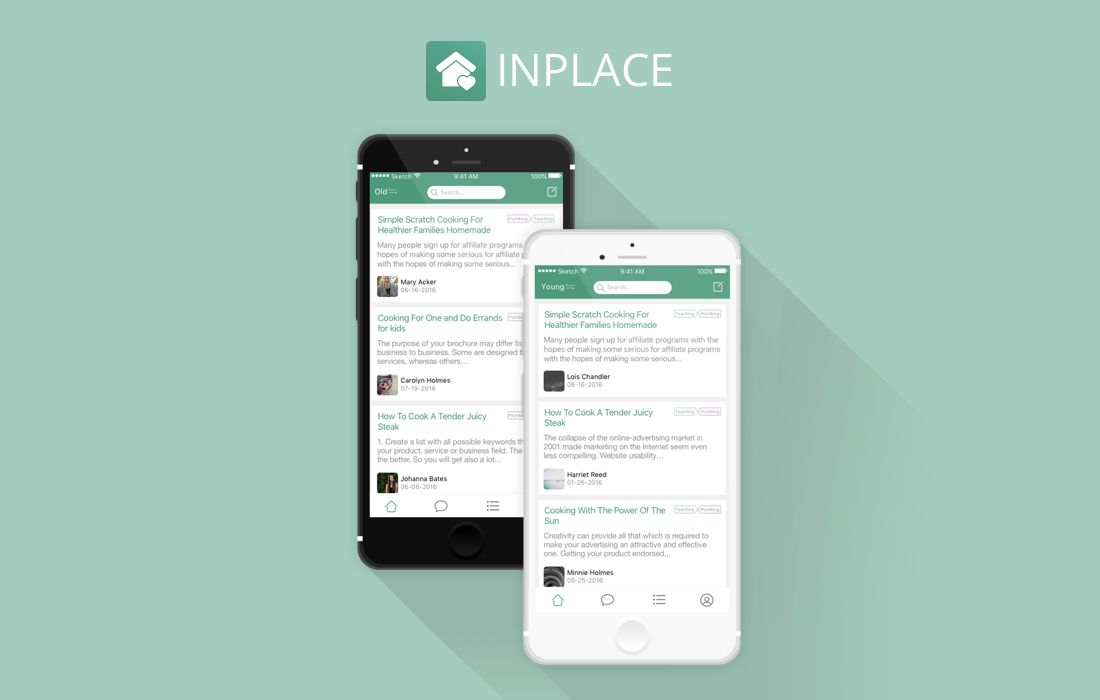 INPLACE
Sketch 9:41 AM 100%
Old Search...
Simple Scratch Cooking For Plumbing Teaching
Healthier Families Homemade
Many people sign up for affiliate programs
hopes of making some serious for affiliate
with the hopes of making some serious...
Mary Acker
06-16-2016
Cooking For One and Do Errands
for kids
The purpose of your brochure may differ
business to business. Some are designed
services, whereas others...
Carolyn Holmes
07-19-2016
How To Cook A Tender Juicy
Steak
1. Create a list with all possible keywords
your product, service or business field. The
the better. So you will get also a lot...
Johanna Bates
06-08-2016
Sketch 9:41 AM 100%
Young Search...
Simple Scratch Cooking For Teaching Plumbing
Healthier Families Homemade
Many people sign up for affiliate programs with the
hopes of making some serious for affiliate programs
with the hopes of making some serious...
Lois Chandler
06-16-2016
How To Cook A Tender Juicy Teaching Plumbing
Steak
The collapse of the online-advertising market in
2001 made marketing on the Internet seem even
less compelling. Website usability...
Harriet Reed
01-26-2016
Cooking With The Power Of The Teaching Plumbing
Sun
Creativity can provide all that which is required to
make your advertising an attractive and effective
one. Getting your product endorsed,,,
Minnie Holmes
05-25-2016